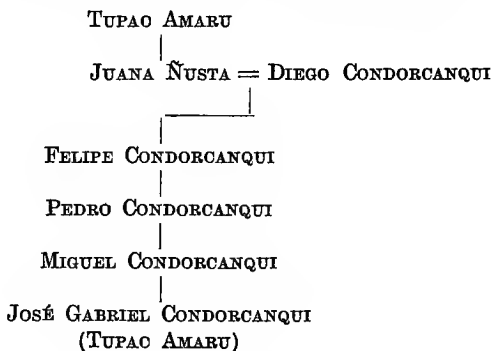 TUPAC AMARU
JUANA ÑUSTA = DIEGO CONDORCANQUI
FELIPE CONDORCANQUI
PEDRO CONDORCANQUI
MIGUEL CONDORCANQUI
JOSÉ GABRIEL CONDORCANQUI
(TUPAC AMARU)